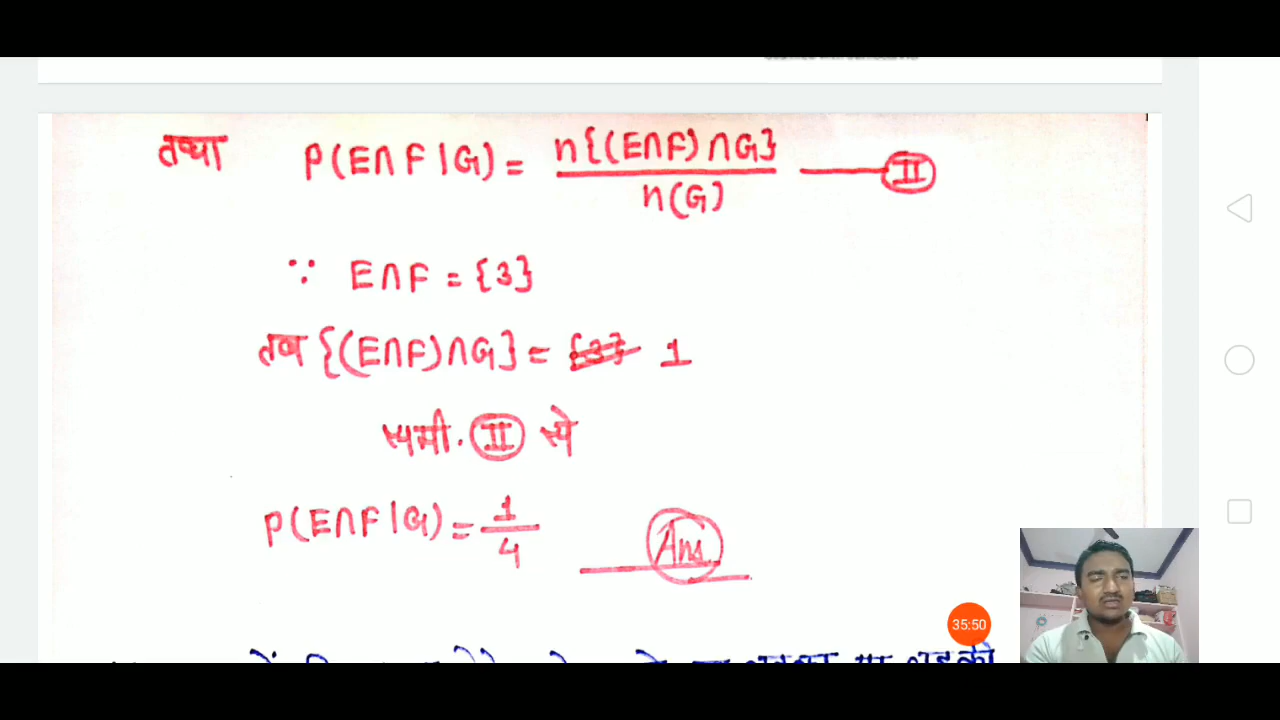 तथा P(E∩F|G) = n{(E∩F)∩G} / n(G) —— II
∵ E∩F = {3}
तब {(E∩F)∩G} = {3} 1
समी. II से
P(E∩F|G) = 1/4 Ans.
35:50